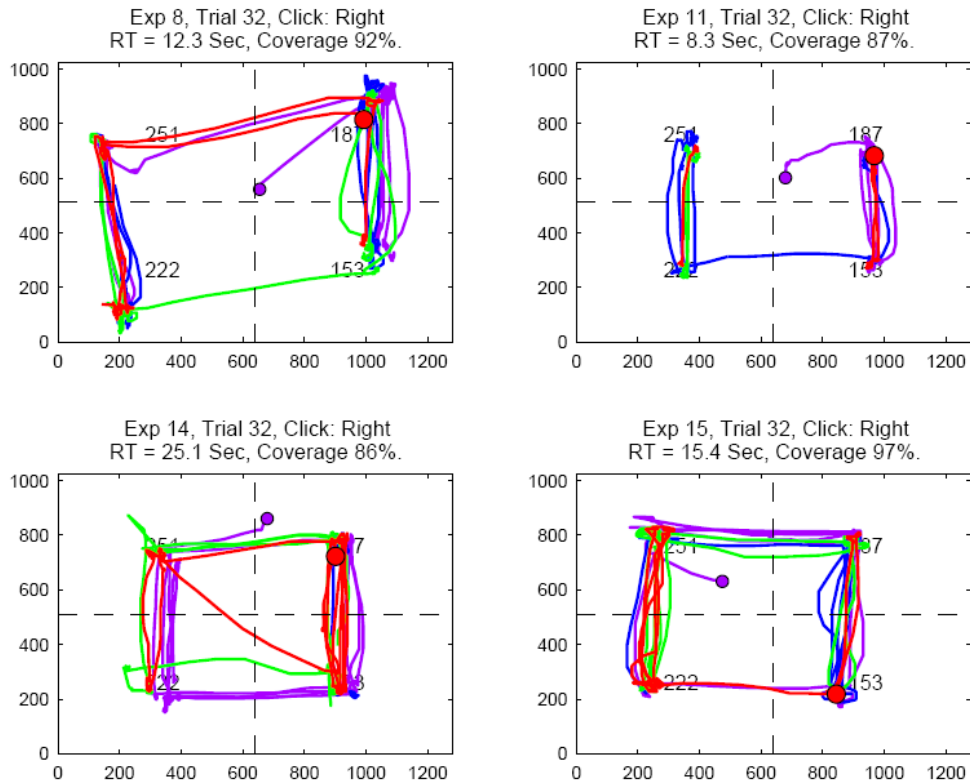 Exp 8, Trial 32, Click: Right
RT = 12.3 Sec, Coverage 92%.
1000
800
600
400
200
0
251
18
222
153
0 200 400 600 800 1000 1200
Exp 11, Trial 32, Click: Right
RT = 8.3 Sec, Coverage 87%.
1000
800
600
400
200
0
251
187
153
0 200 400 600 800 1000 1200
Exp 14, Trial 32, Click: Right
RT = 25.1 Sec, Coverage 86%.
1000
800
600
400
200
0
0 200 400 600 800 1000 1200
Exp 15, Trial 32, Click: Right
RT = 15.4 Sec, Coverage 97%.
1000
800
600
400
200
0
251
222
153
0 200 400 600 800 1000 1200